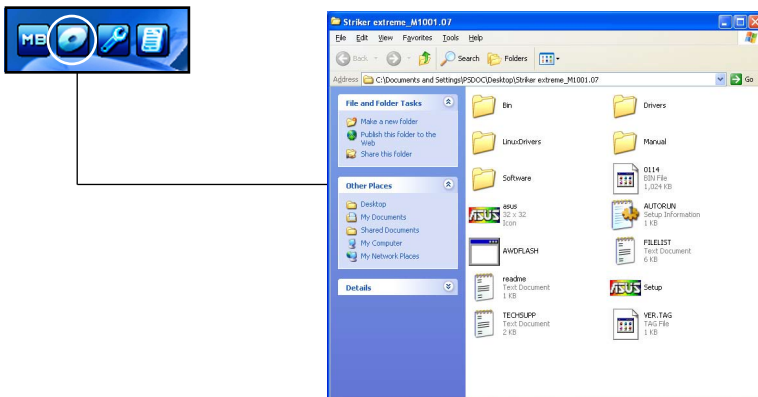 MB
Striker extreme_M1001.07
File Edit View Favorites Tools Help
Back Search Folders
Address C:\Documents and Settings\PSDOC\Desktop\Striker extreme_M1001.07 Go
File and Folder Tasks
Make a new folder
Publish this folder to the
Web
Share this folder
Other Places
Desktop
My Documents
Shared Documents
My Computer
My Network Places
Details
Bin
Drivers
LinuxDrivers
Manual
Software
0114
BIN File
1,024 KB
asus
32 x 32
Icon
AUTORUN
Setup Information
1 KB
AWDFLASH
FILELIST
Text Document
6 KB
readme
Text Document
1 KB
Setup
TECHSUPP
Text Document
2 KB
VER.TAG
TAG File
1 KB
ASUS
ASUS